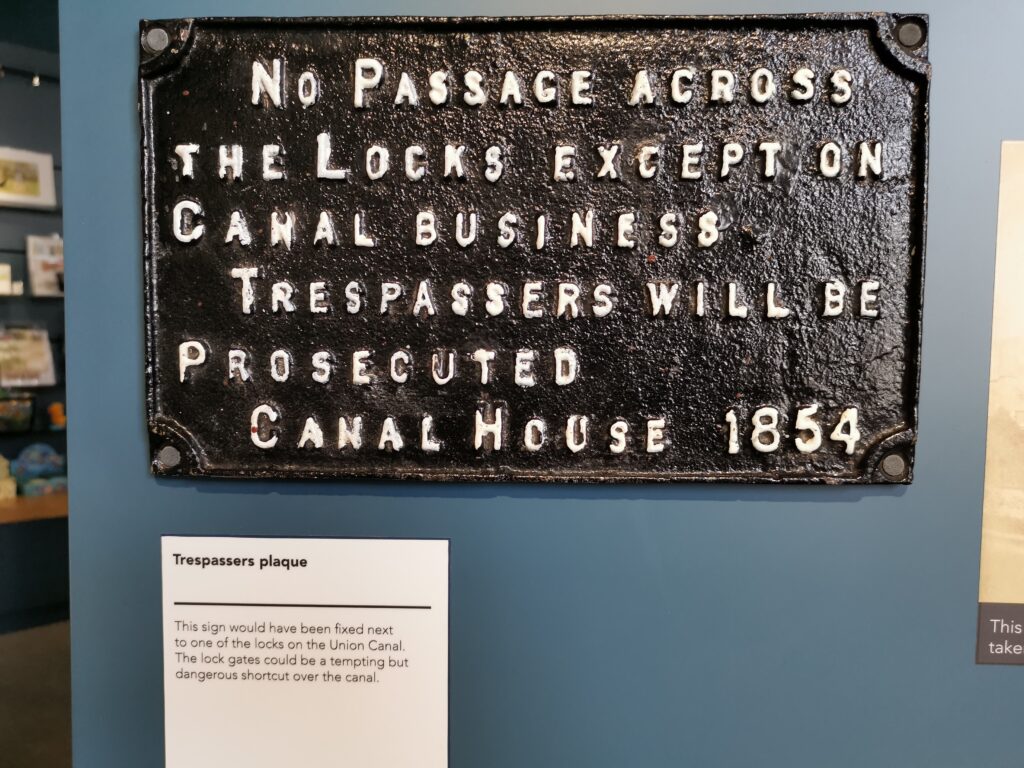 No Passage across
the Locks except on
Canal business
Trespassers will be
Prosecuted
Canal House 1854
Trespassers plaque
This sign would have been fixed next
to one of the locks on the Union Canal.
The lock gates could be a tempting but
dangerous shortcut over the canal.
This